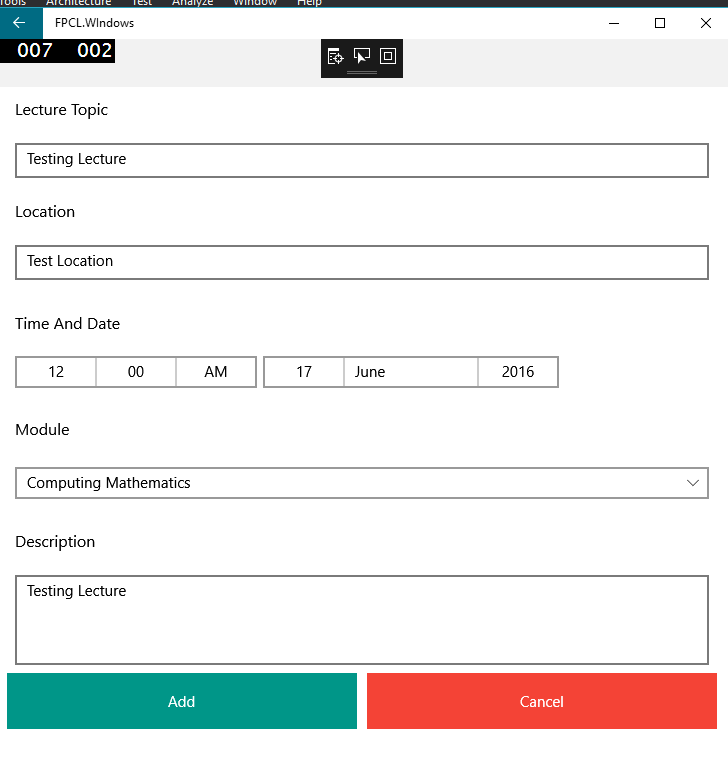 Tools Architecture Test Analyze Window Help
FPCL.WIndows
007 002
Lecture Topic
Testing Lecture
Location
Test Location
Time And Date
12 00 AM 17 June 2016
Module
Computing Mathematics
Description
Testing Lecture
Add Cancel